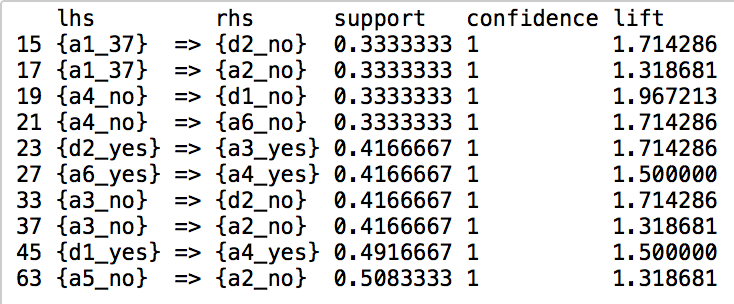 lhs rhs support confidence lift
15 {a1_37} => {d2_no} 0.3333333 1 1.714286
17 {a1_37} => {a2_no} 0.3333333 1 1.318681
19 {a4_no} => {d1_no} 0.3333333 1 1.967213
21 {a4_no} => {a6_no} 0.3333333 1 1.714286
23 {d2_yes} => {a3_yes} 0.4166667 1 1.714286
27 {a6_yes} => {a4_yes} 0.4166667 1 1.500000
33 {a3_no} => {d2_no} 0.4166667 1 1.714286
37 {a3_no} => {a2_no} 0.4166667 1 1.318681
45 {d1_yes} => {a4_yes} 0.4916667 1 1.500000
63 {a5_no} => {a2_no} 0.5083333 1 1.318681